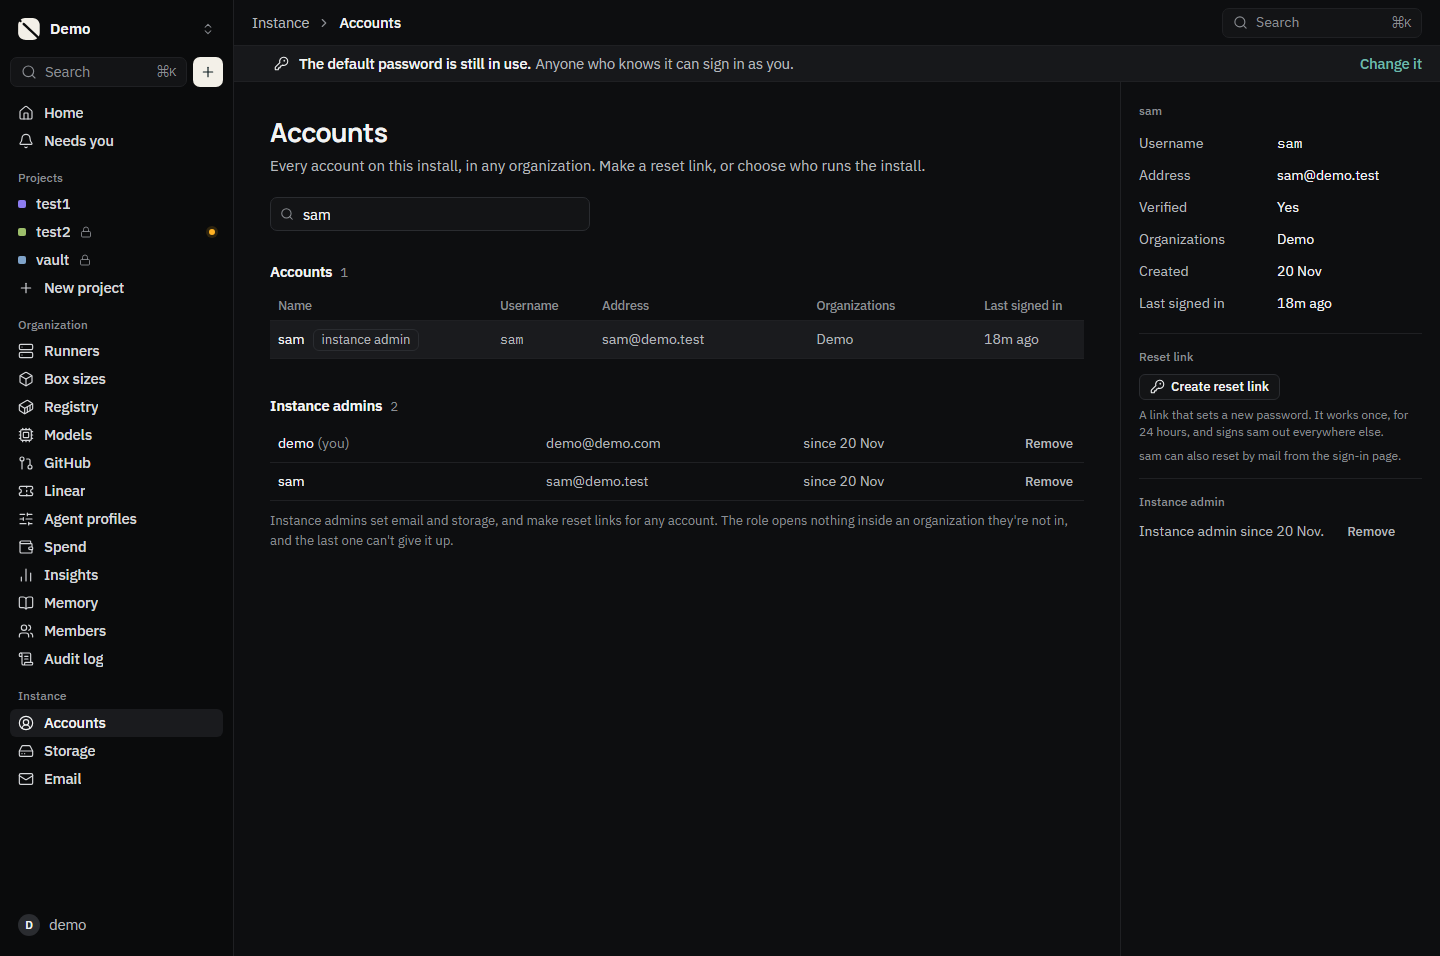 Demo
Search ⌘K
Home
Needs you
Projects
test1
test2
vault
New project
Organization
Runners
Box sizes
Registry
Models
GitHub
Linear
Agent profiles
Spend
Insights
Memory
Members
Audit log
Instance
Accounts
Storage
Email
D demo
Instance > Accounts
Search ⌘K
The default password is still in use. Anyone who knows it can sign in as you. Change it
Accounts
Every account on this install, in any organization. Make a reset link, or choose who runs the install.
sam
Accounts 1
Name Username Address Organizations Last signed in
sam instance admin sam sam@demo.test Demo 18m ago
Instance admins 2
demo (you) demo@demo.com since 20 Nov Remove
sam sam@demo.test since 20 Nov Remove
Instance admins set email and storage, and make reset links for any account. The role opens nothing inside an organization they're not in,
and the last one can't give it up.
sam
Username sam
Address sam@demo.test
Verified Yes
Organizations Demo
Created 20 Nov
Last signed in 18m ago
Reset link
Create reset link
A link that sets a new password. It works once, for
24 hours, and signs sam out everywhere else.
sam can also reset by mail from the sign-in page.
Instance admin
Instance admin since 20 Nov. Remove